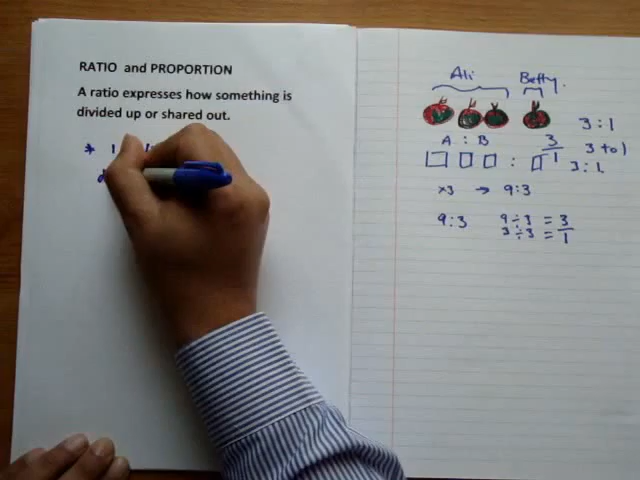 RATIO and PROPORTION
A ratio expresses how something is
divided up or shared out.
* 1
Ali Betty.
3:1
A : B
3/1 3 to 1
: 3:1.
×3 → 9:3
9:3 9÷3 = 3
3÷3 = 1